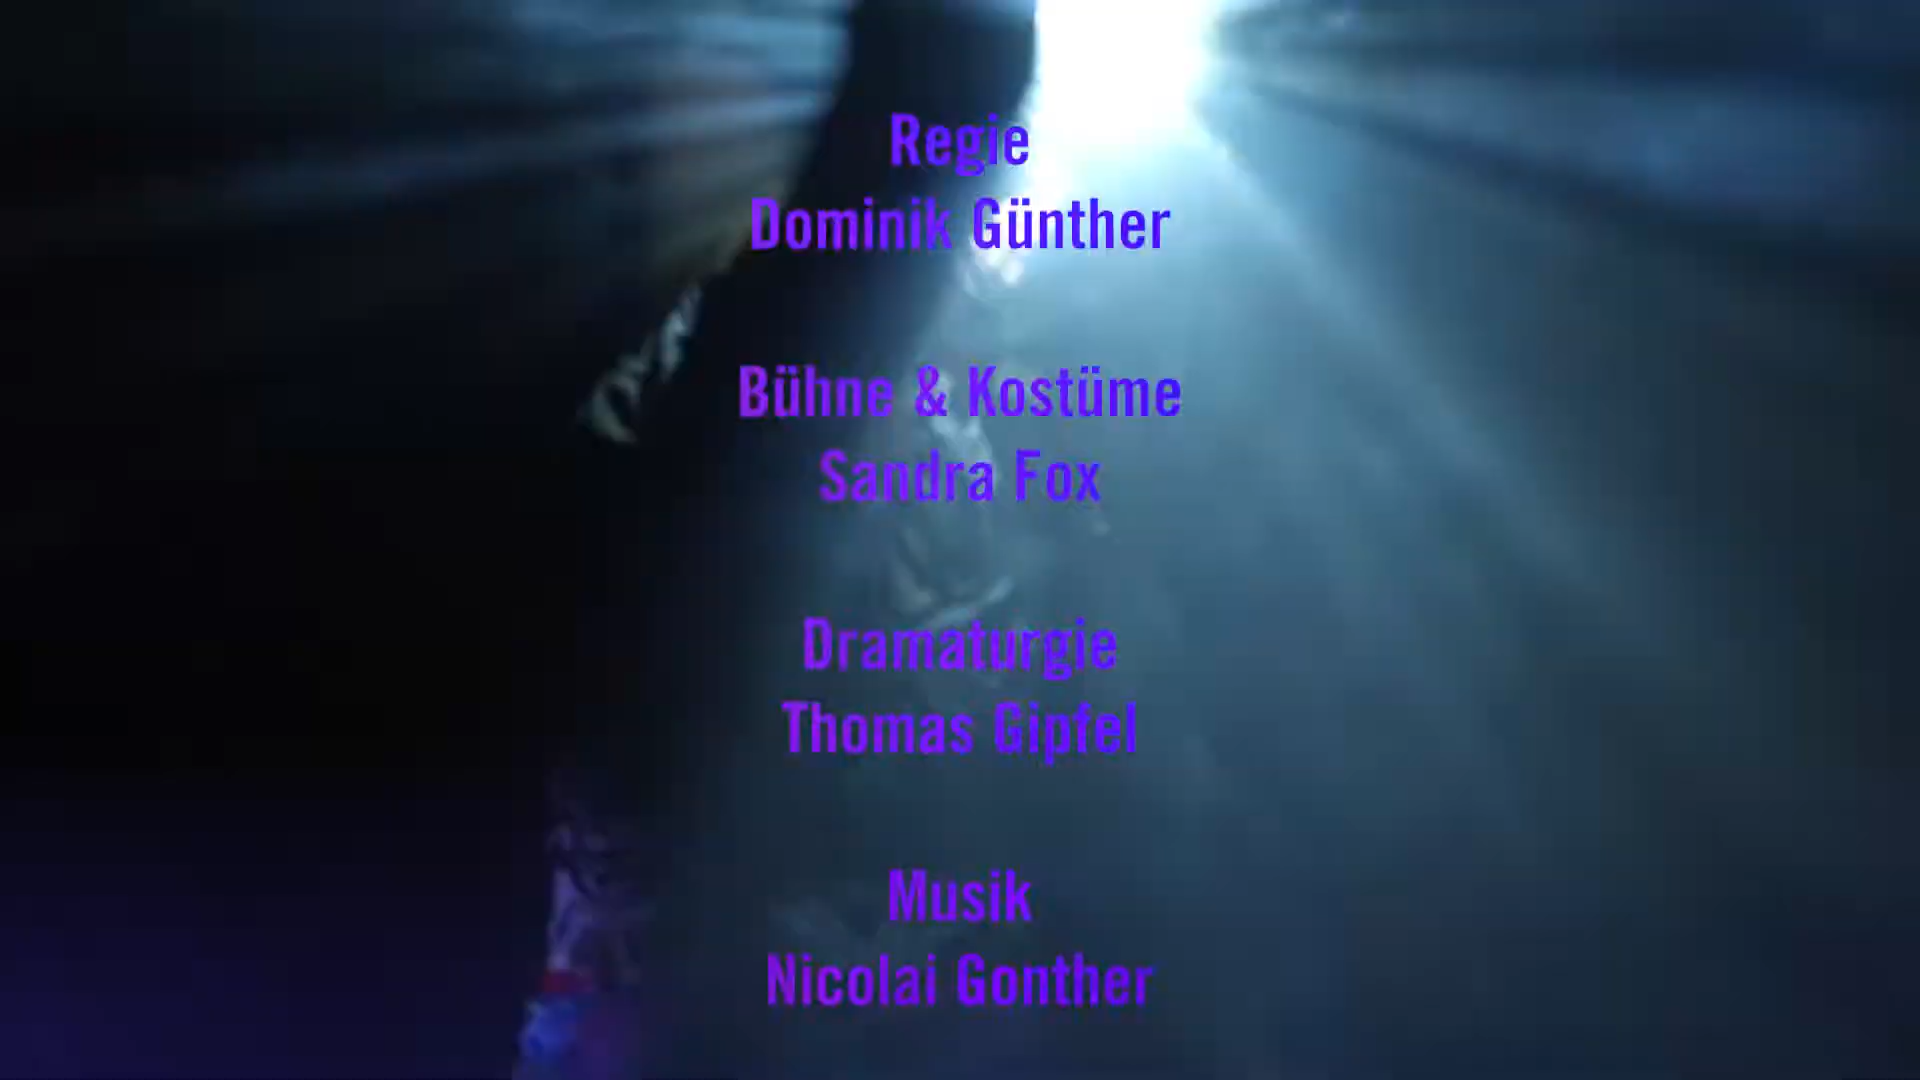 Regie
Dominik Günther
Bühne & Kostüme
Sandra Fox
Dramaturgie
Thomas Gipfel
Musik
Nicolai Gonther